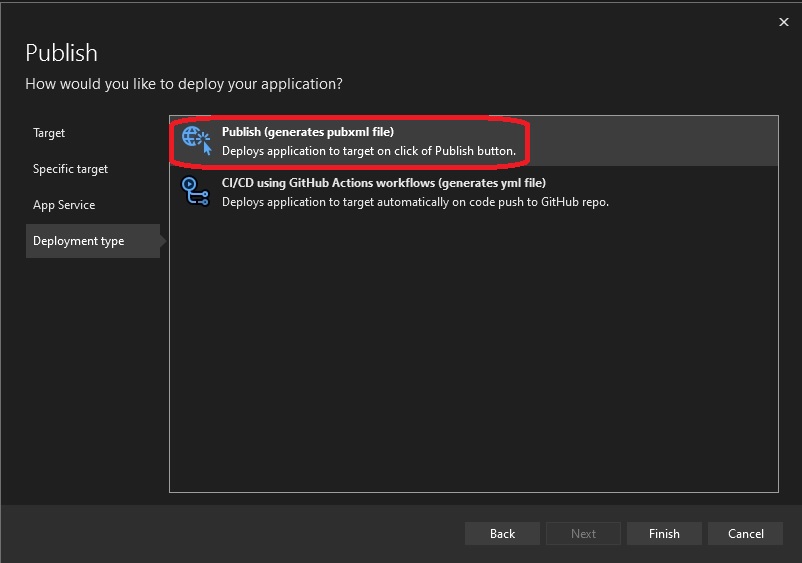 Publish
How would you like to deploy your application?
Target
Specific target
App Service
Deployment type
Publish (generates pubxml file)
Deploys application to target on click of Publish button.
CI/CD using GitHub Actions workflows (generates yml file)
Deploys application to target automatically on code push to GitHub repo.
Back
Next
Finish
Cancel